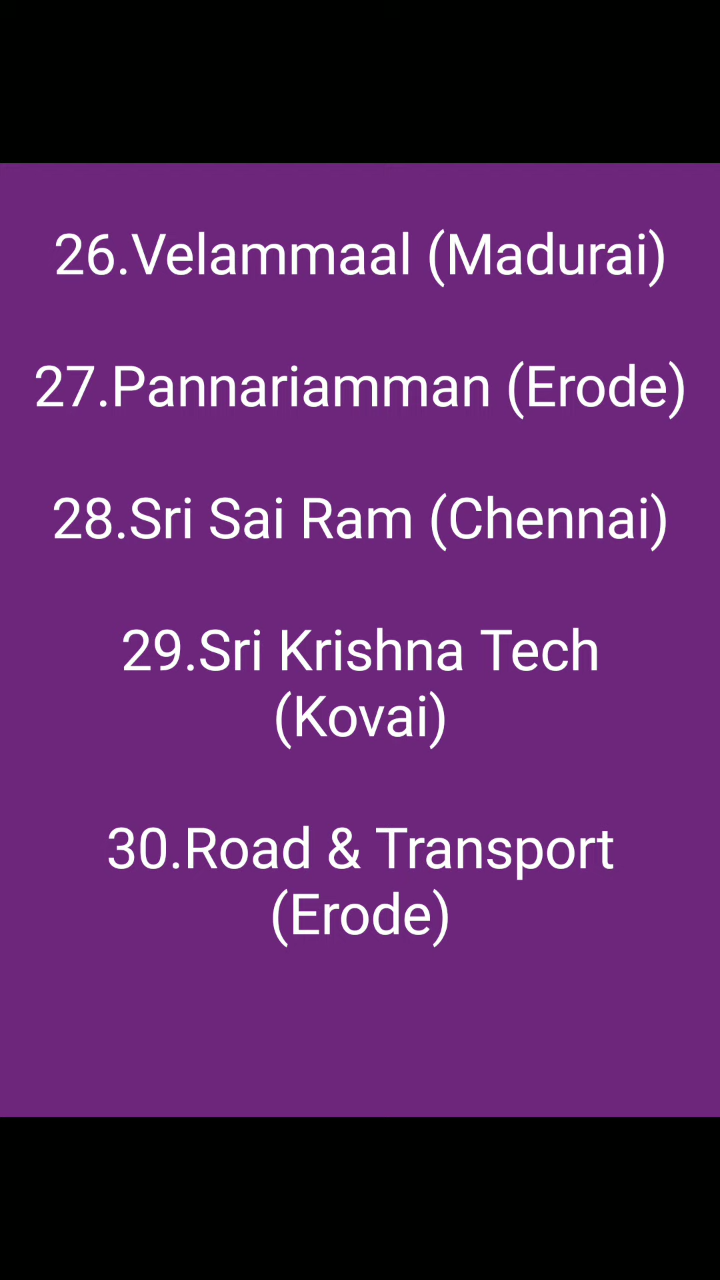 26.Velammaal (Madurai)
27.Pannariamman (Erode)
28.Sri Sai Ram (Chennai)
29.Sri Krishna Tech
(Kovai)
30.Road & Transport
(Erode)